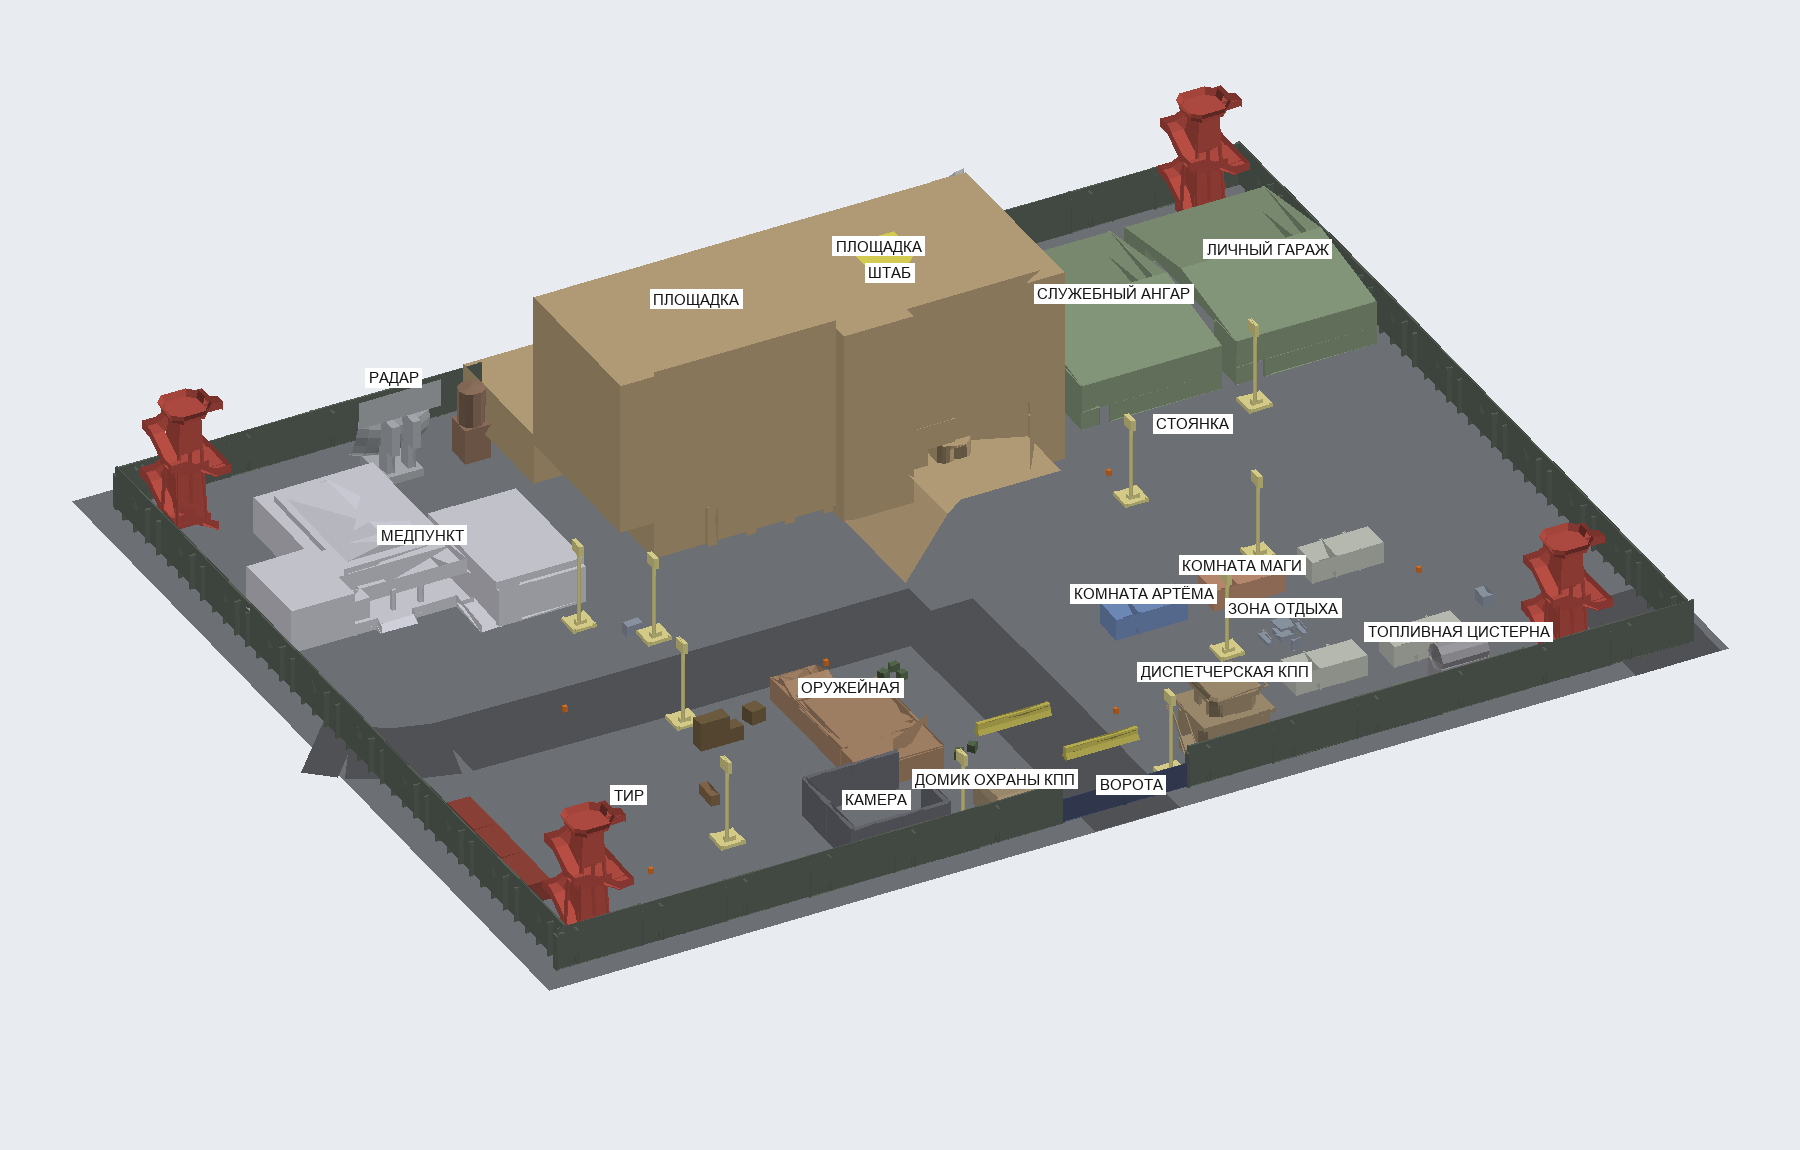 ПЛОЩАДКА
ЛИЧНЫЙ ГАРАЖ
ШТАБ
СЛУЖЕБНЫЙ АНГАР
ПЛОЩАДКА
РАДАР
СТОЯНКА
МЕДПУНКТ
КОМНАТА МАГИ
КОМНАТА АРТЁМА
ЗОНА ОТДЫХА
ТОПЛИВНАЯ ЦИСТЕРНА
ДИСПЕТЧЕРСКАЯ КПП
ОРУЖЕЙНАЯ
ДОМИК ОХРАНЫ КПП
ВОРОТА
ТИР
КАМЕРА